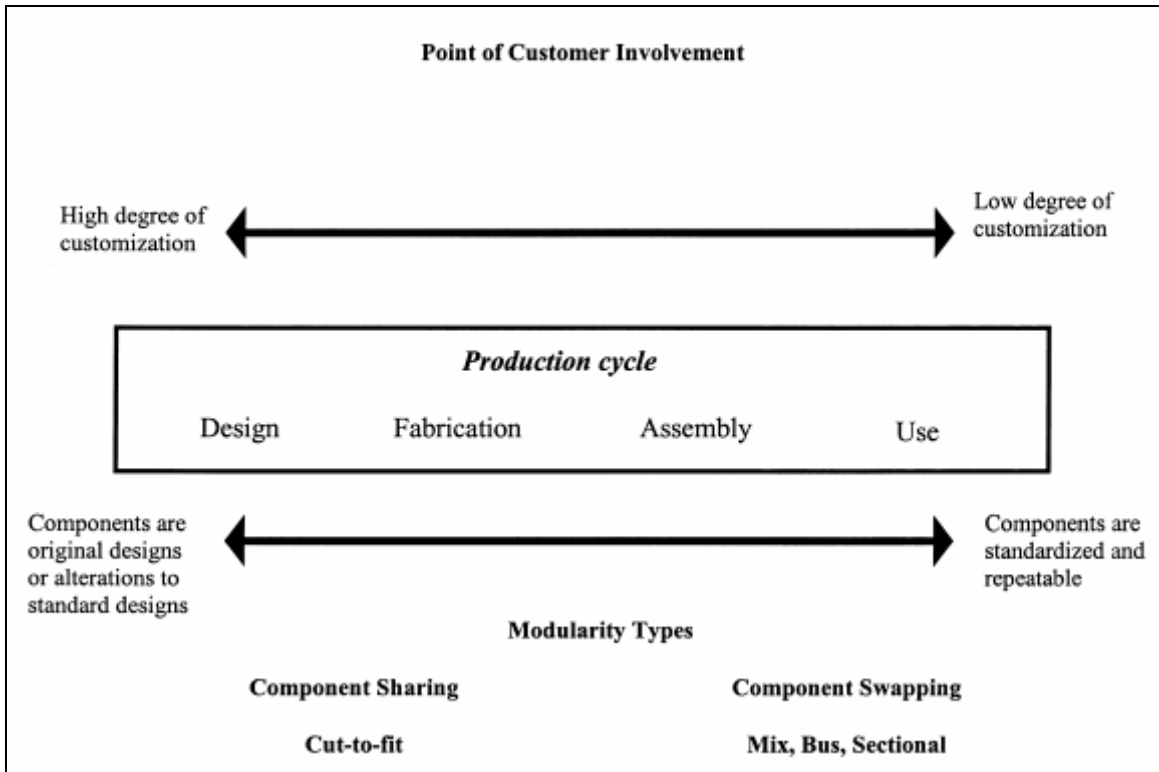 Point of Customer Involvement
High degree of
customization
Low degree of
customization
Production cycle
Design Fabrication Assembly Use
Components are
original designs
or alterations to
standard designs
Components are
standardized and
repeatable
Modularity Types
Component Sharing Component Swapping
Cut-to-fit Mix, Bus, Sectional